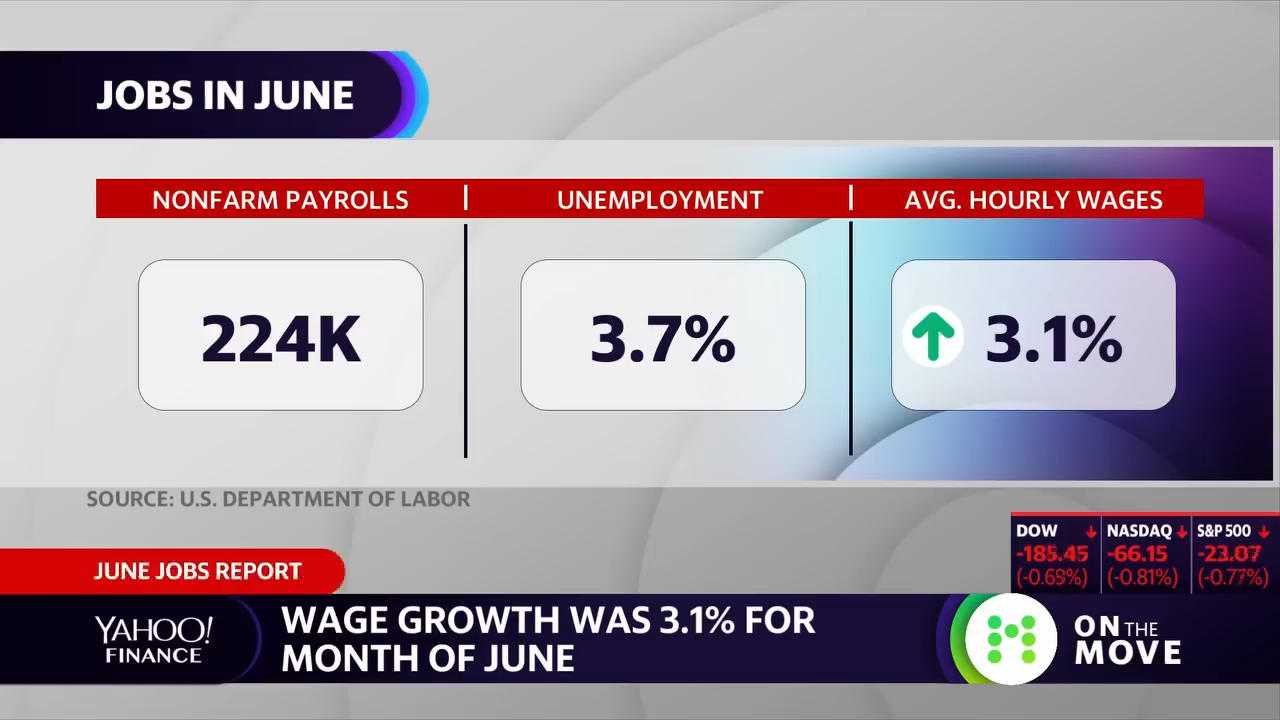 JOBS IN JUNE
NONFARM PAYROLLS
UNEMPLOYMENT
AVG. HOURLY WAGES
224K
3.7%
3.1%
SOURCE: U.S. DEPARTMENT OF LABOR
DOW
-185.45
(-0.69%)
NASDAQ
-66.15
(-0.81%)
S&P 500
-23.07
(-0.77%)
JUNE JOBS REPORT
YAHOO!
FINANCE
WAGE GROWTH WAS 3.1% FOR
MONTH OF JUNE
ON THE
MOVE